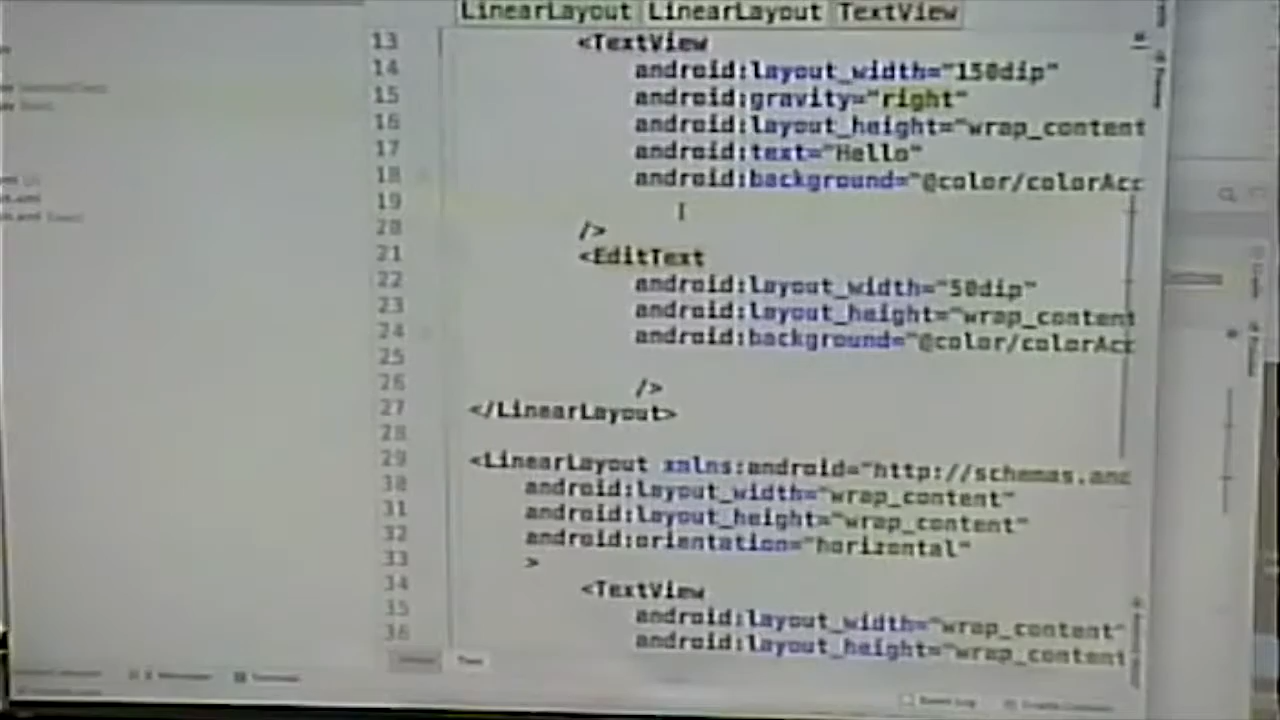 LinearLayout LinearLayout TextView
13 <TextView
14 android:layout_width="150dip"
15 android:gravity="right"
16 android:layout_height="wrap_content
17 android:text="Hello"
18 android:background="@color/colorAcc
19
20 />
21 <EditText
22 android:layout_width="50dip"
23 android:layout_height="wrap_content
24 android:background="@color/colorAcc
25
26 />
27 </LinearLayout>
28
29 <LinearLayout xmlns:android="http://schemas.and
30 android:layout_width="wrap_content"
31 android:layout_height="wrap_content"
32 android:orientation="horizontal"
33 >
34 <TextView
35 android:layout_width="wrap_content"
36 android:layout_height="wrap_content
Text